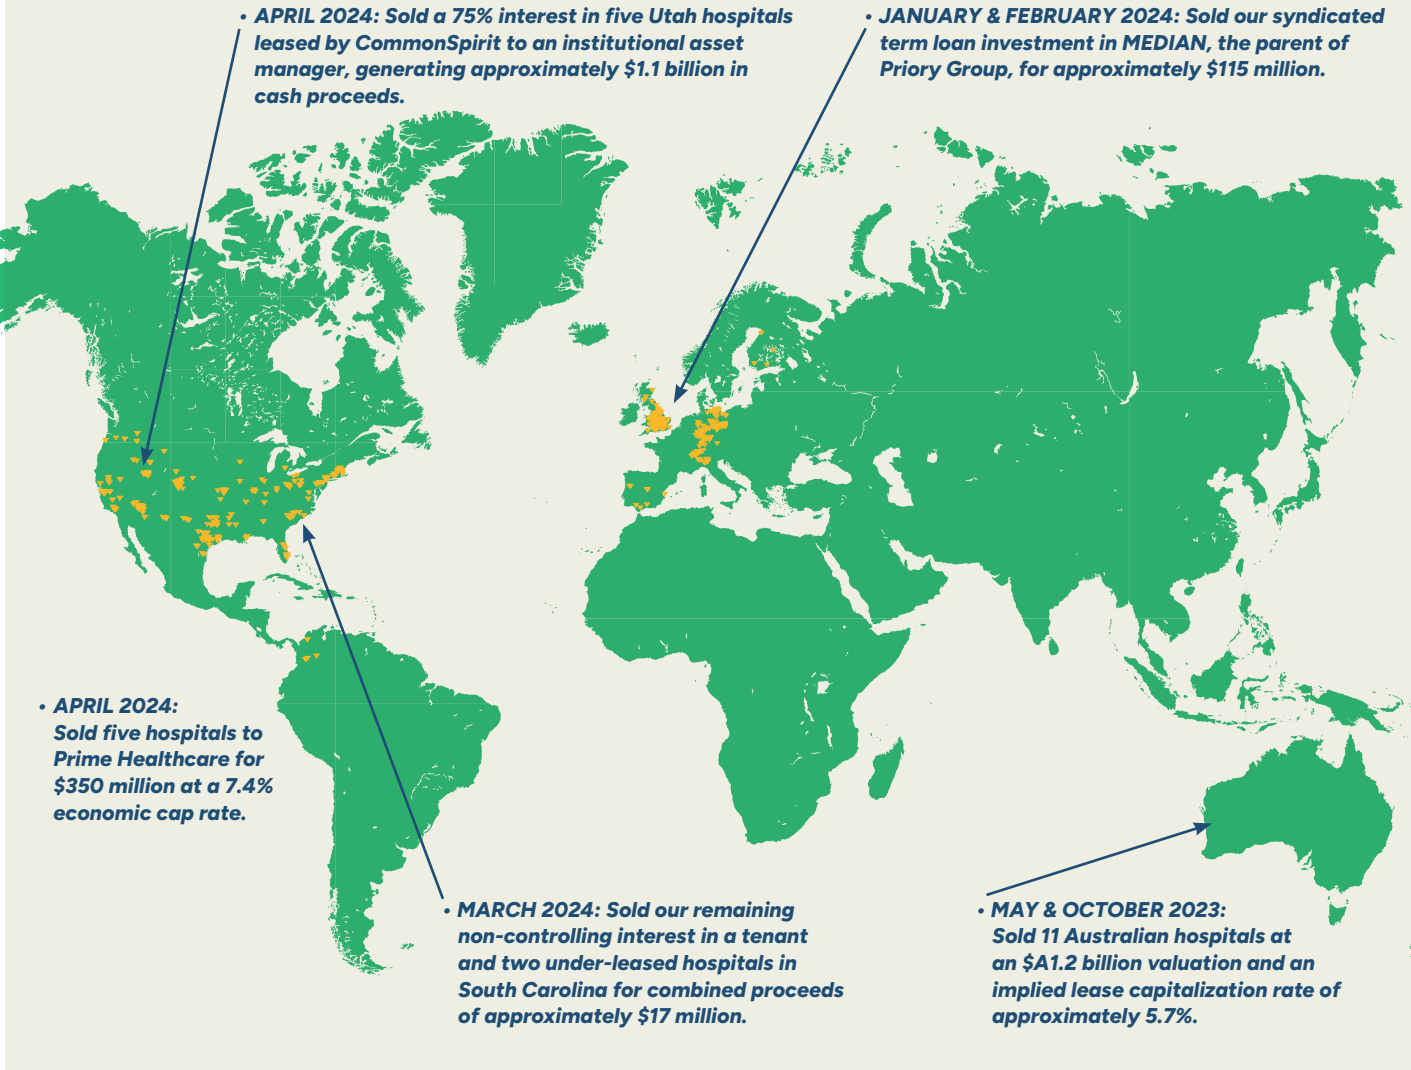 • APRIL 2024: Sold a 75% interest in five Utah hospitals
leased by CommonSpirit to an institutional asset
manager, generating approximately $1.1 billion in
cash proceeds.
• JANUARY & FEBRUARY 2024: Sold our syndicated
term loan investment in MEDIAN, the parent of
Priory Group, for approximately $115 million.
• APRIL 2024:
Sold five hospitals to
Prime Healthcare for
$350 million at a 7.4%
economic cap rate.
• MARCH 2024: Sold our remaining
non-controlling interest in a tenant
and two under-leased hospitals in
South Carolina for combined proceeds
of approximately $17 million.
• MAY & OCTOBER 2023:
Sold 11 Australian hospitals at
an $A1.2 billion valuation and an
implied lease capitalization rate of
approximately 5.7%.